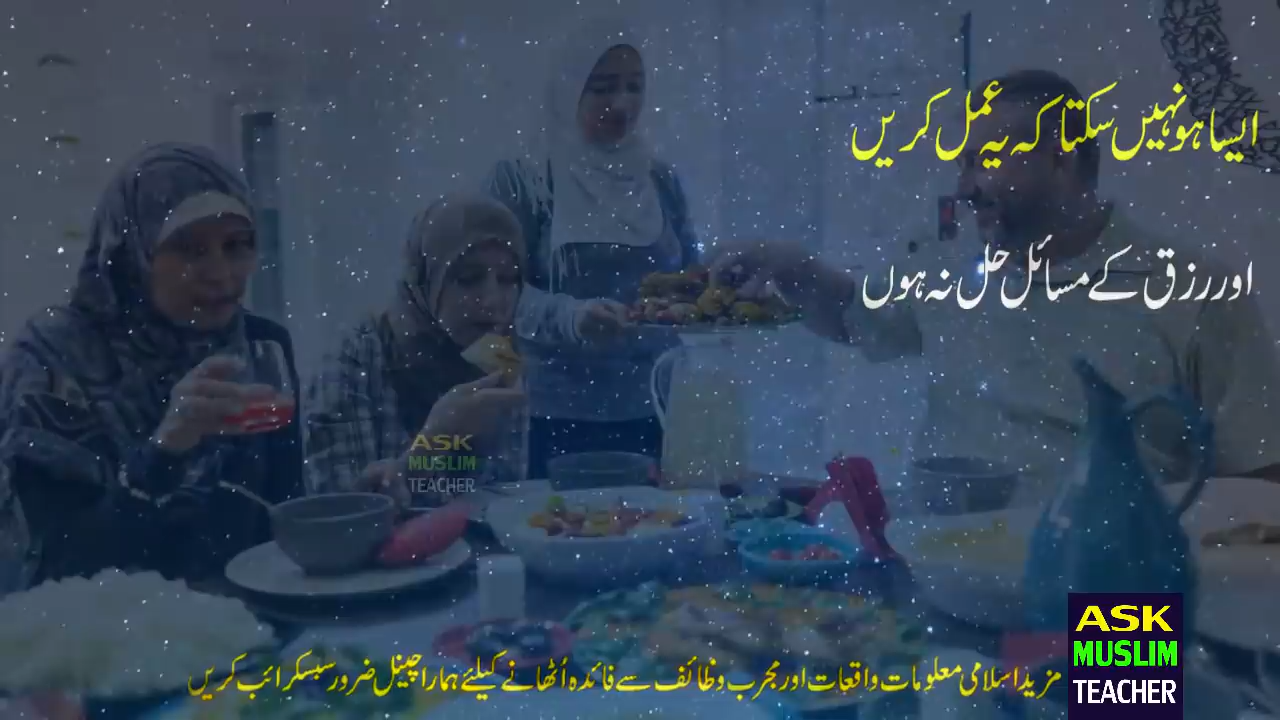 ایسا ہو نہیں سکتا کہ یہ عمل کریں
اور رزق کے مسائل حل نہ ہوں
ASK
MUSLIM
TEACHER
مزید اسلامی معلومات واقعات اور مجرب وظائف سے فائدہ اُٹھانے کیلئے ہمارا چینل ضرور سبسکرائب کریں
ASK
MUSLIM
TEACHER